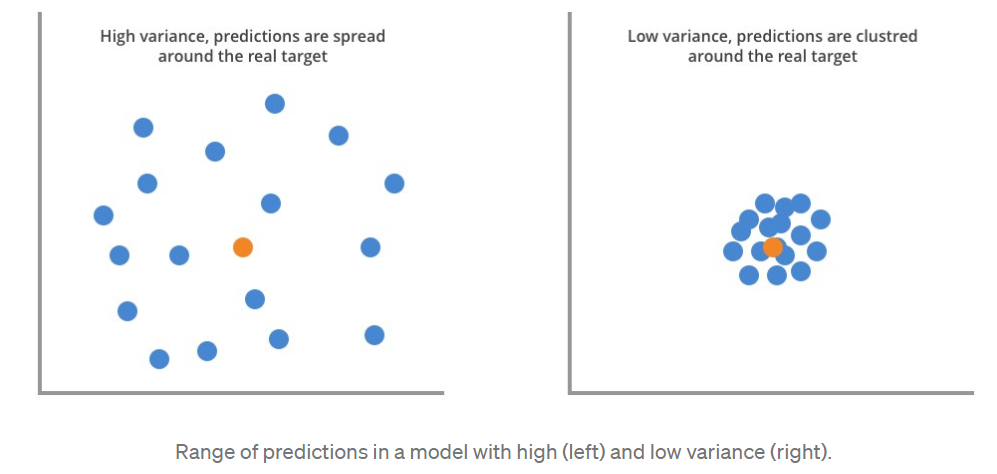 High variance, predictions are spread
around the real target
Low variance, predictions are clustred
around the real target
Range of predictions in a model with high (left) and low variance (right).